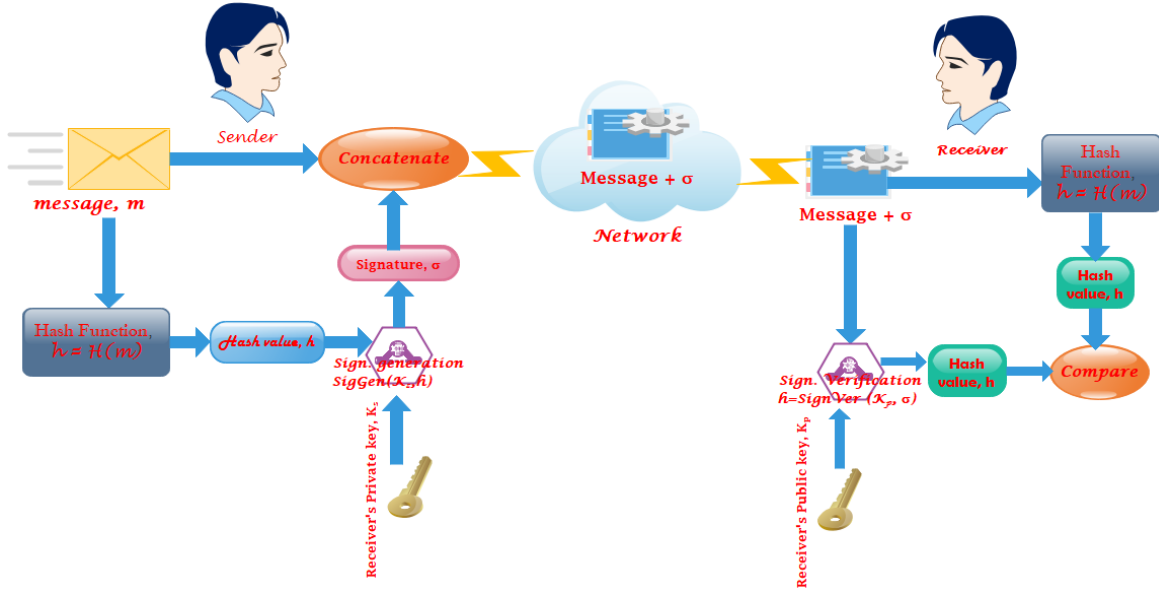 Sender
Concatenate
message, m
Signature, σ
Hash Function,
h = H(m)
Hash value, h
Sign. generation
SigGen(Ks,h)
Receiver's Private key, Ks
Message + σ
Network
Message + σ
Receiver
Hash
Function,
h = H(m)
Hash
value, h
Sign. Verification
h=SignVer (Kp, σ)
Hash
value, h
Compare
Receiver's Public key, Kp